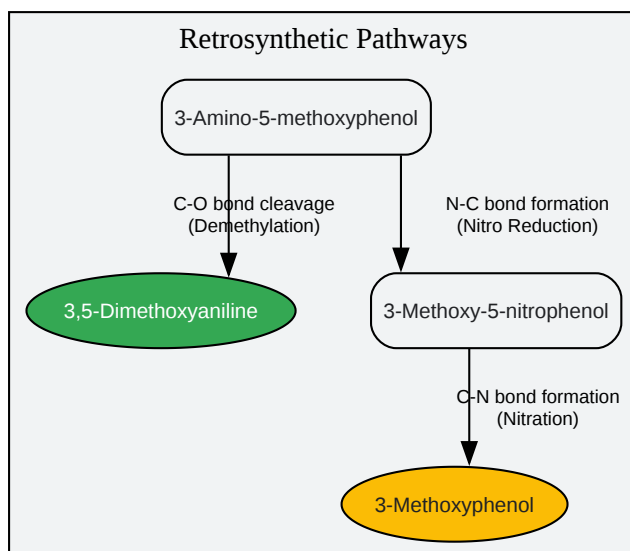 Retrosynthetic Pathways
3-Amino-5-methoxyphenol
C-O bond cleavage
(Demethylation)
N-C bond formation
(Nitro Reduction)
3,5-Dimethoxyaniline
3-Methoxy-5-nitrophenol
C-N bond formation
(Nitration)
3-Methoxyphenol